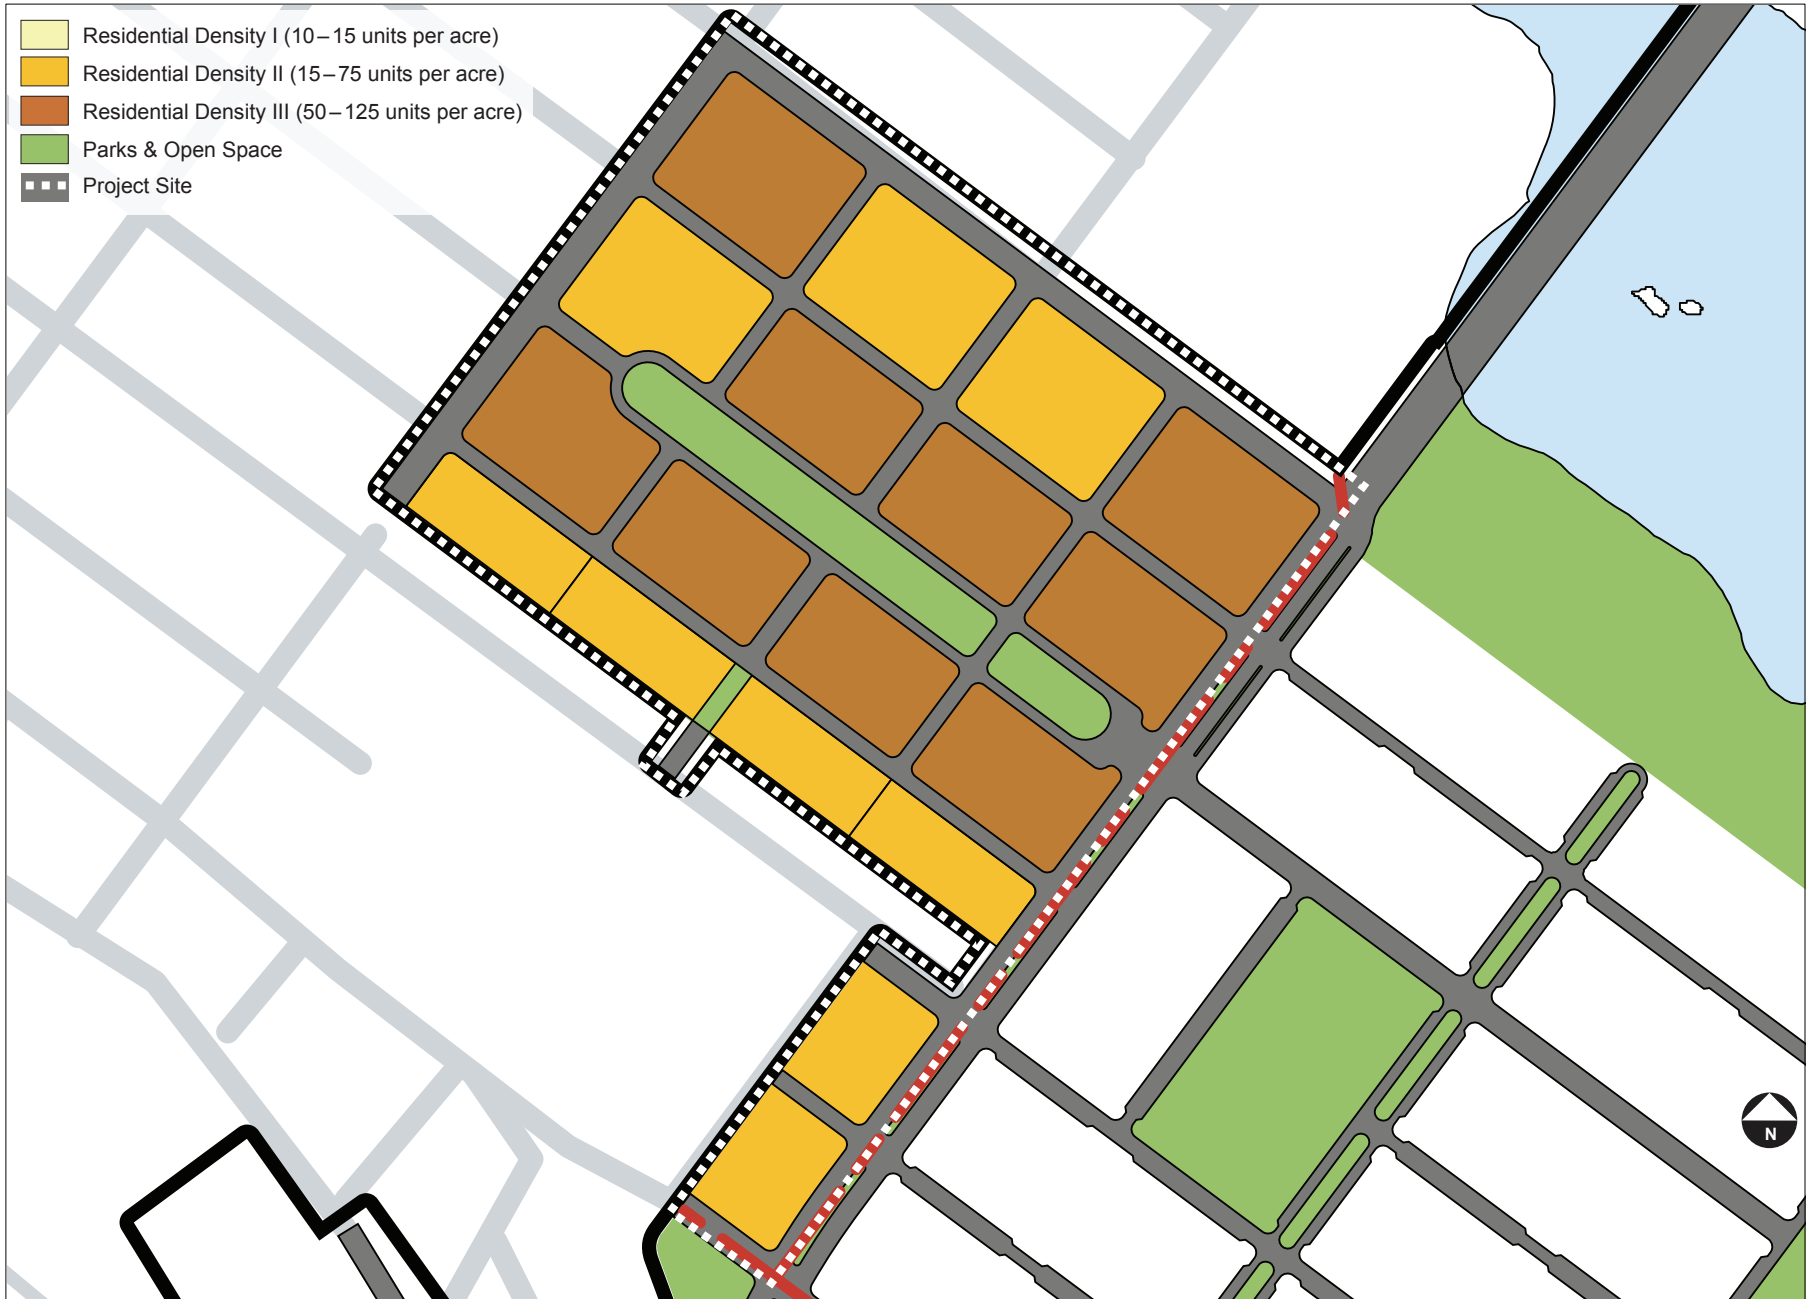 Residential Density I (10–15 units per acre)
Residential Density II (15–75 units per acre)
Residential Density III (50–125 units per acre)
Parks & Open Space
Project Site
N